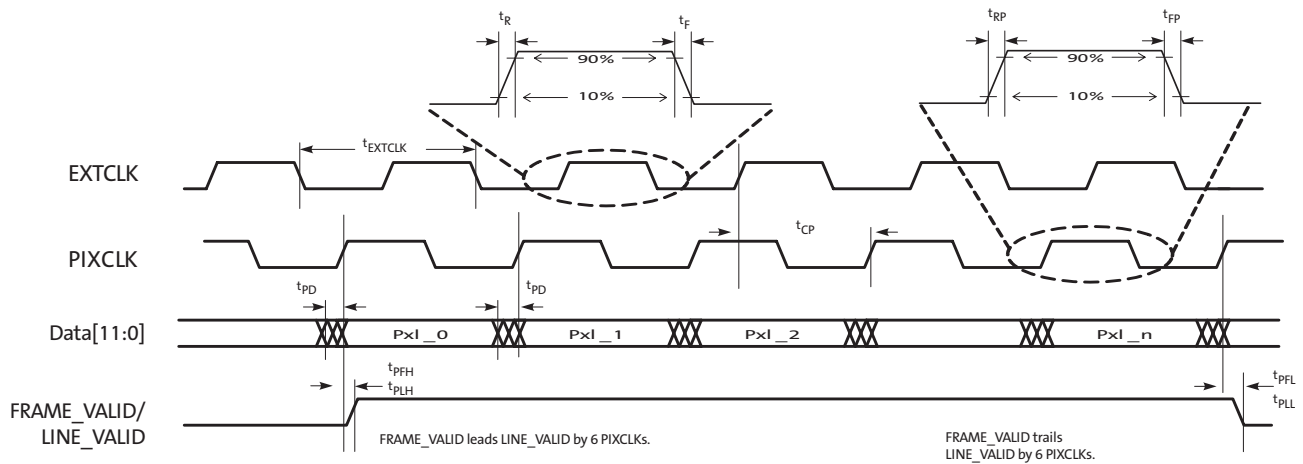 tR
tF
tRP
tFP
90%
90%
10%
10%
tEXTCLK
EXTCLK
tCP
PIXCLK
tPD
tPD
Data[11:0]
Pxl_0
Pxl_1
Pxl_2
Pxl_n
tPFH
tPLH
tPFL
tPLL
FRAME_VALID/
LINE_VALID
FRAME_VALID leads LINE_VALID by 6 PIXCLKs.
FRAME_VALID trails
LINE_VALID by 6 PIXCLKs.